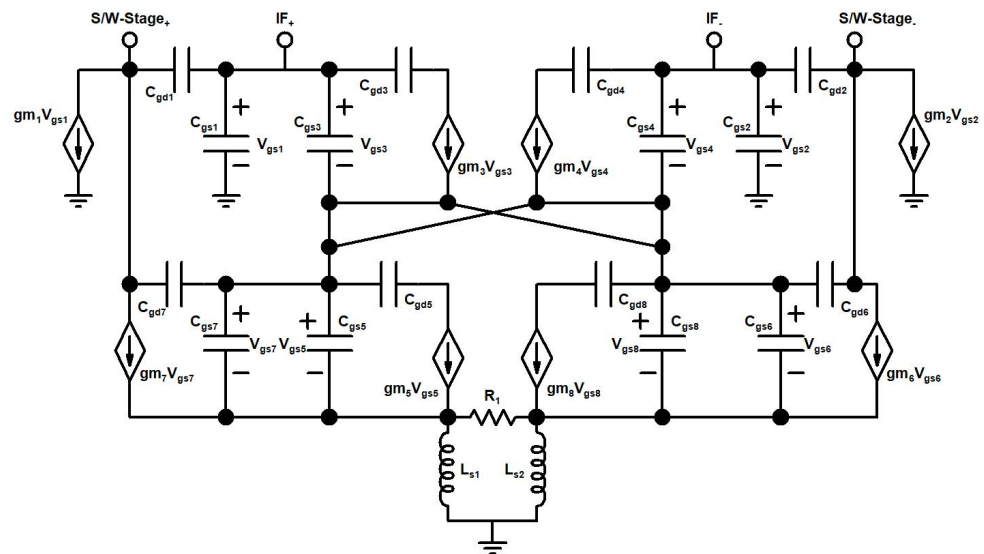 S/W-Stage+ IF+ IF- S/W-Stage-
Cgd1 Cgd3 Cgd4 Cgd2
gm1Vgs1 Cgs1 Vgs1 Cgs3 Vgs3 gm3Vgs3 gm4Vgs4 Cgs4 Vgs4 Cgs2 Vgs2 gm2Vgs2
+ + + +
- - - -
Cgd7 Cgd5 Cgd8 Cgd6
gm7Vgs7 Cgs7 Vgs7 Vgs5 Cgs5 gm5Vgs5 gm8Vgs8 Vgs8 Cgs8 Cgs6 Vgs6 gm6Vgs6
+ + + +
- - - -
R1
Ls1 Ls2